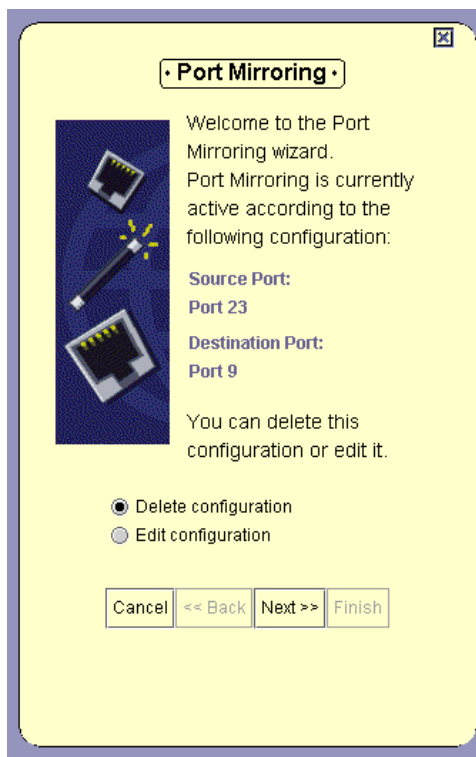 · Port Mirroring ·
Welcome to the Port
Mirroring wizard.
Port Mirroring is currently
active according to the
following configuration:
Source Port:
Port 23
Destination Port:
Port 9
You can delete this
configuration or edit it.
Delete configuration
Edit configuration
Cancel << Back Next >> Finish